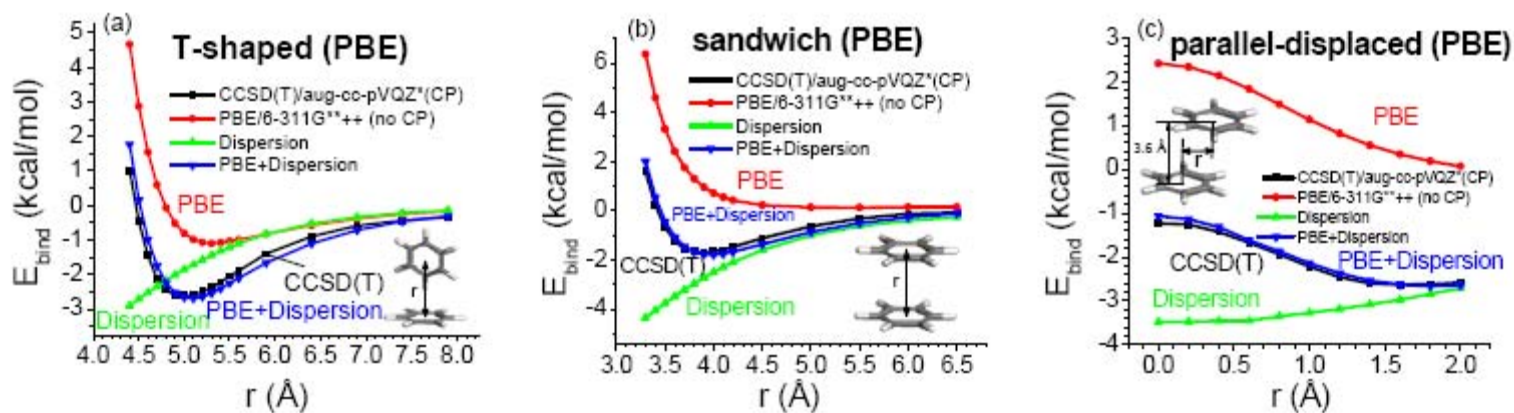 (a)
T-shaped (PBE)
CCSD(T)/aug-cc-pVQZ*(CP)
PBE/6-311G**++ (no CP)
Dispersion
PBE+Dispersion
PBE
CCSD(T)
Dispersion
PBE+Dispersion
r
E_bind (kcal/mol)
5
4
3
2
1
0
-1
-2
-3
4.0 4.5 5.0 5.5 6.0 6.5 7.0 7.5 8.0
r (Å)
(b)
sandwich (PBE)
CCSD(T)/aug-cc-pVQZ*(CP)
PBE/6-311G**++ (no CP)
Dispersion
PBE+Dispersion
PBE
PBE+Dispersion
CCSD(T)
Dispersion
r
E_bind (kcal/mol)
6
4
2
0
-2
-4
3.0 3.5 4.0 4.5 5.0 5.5 6.0 6.5
r (Å)
(c)
parallel-displaced (PBE)
PBE
3.6 Å
r
CCSD(T)/aug-cc-pVQZ*(CP)
PBE/6-311G**++ (no CP)
Dispersion
PBE+Dispersion
CCSD(T)
PBE+Dispersion
Dispersion
E_bind (kcal/mol)
3
2
1
0
-1
-2
-3
-4
0.0 0.5 1.0 1.5 2.0
r (Å)